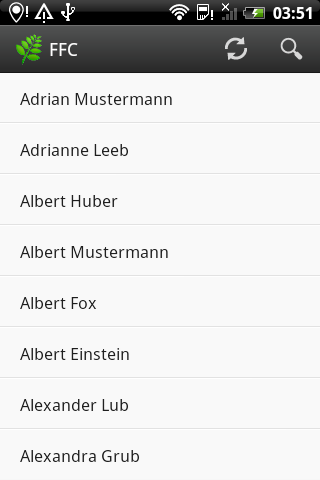 03:51
FFC
Adrian Mustermann
Adrianne Leeb
Albert Huber
Albert Mustermann
Albert Fox
Albert Einstein
Alexander Lub
Alexandra Grub